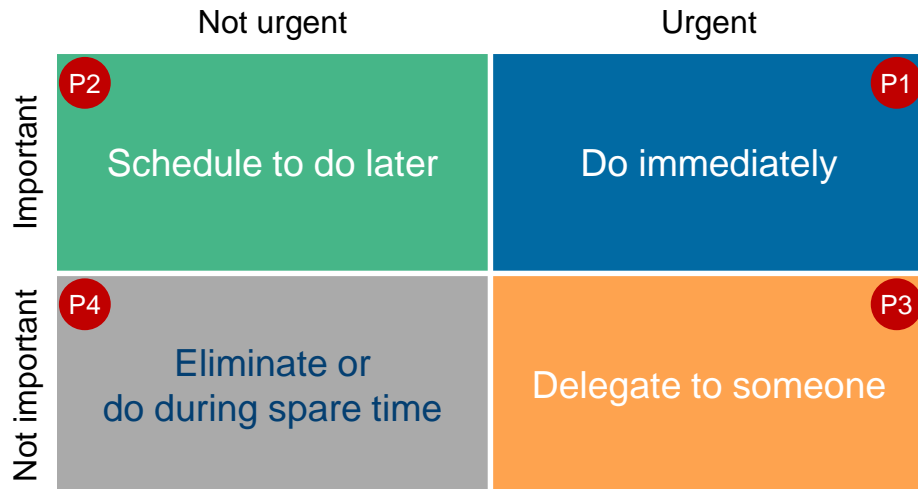 Not urgent
Urgent
Important
P2
Schedule to do later
P1
Do immediately
Not important
P4
Eliminate or
do during spare time
P3
Delegate to someone